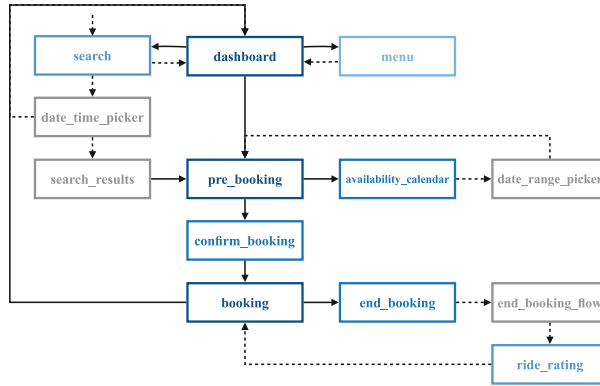 search
dashboard
menu
date_time_picker
search_results
pre_booking
availability_calendar
date_range_picker
confirm_booking
booking
end_booking
end_booking_flow
ride_rating